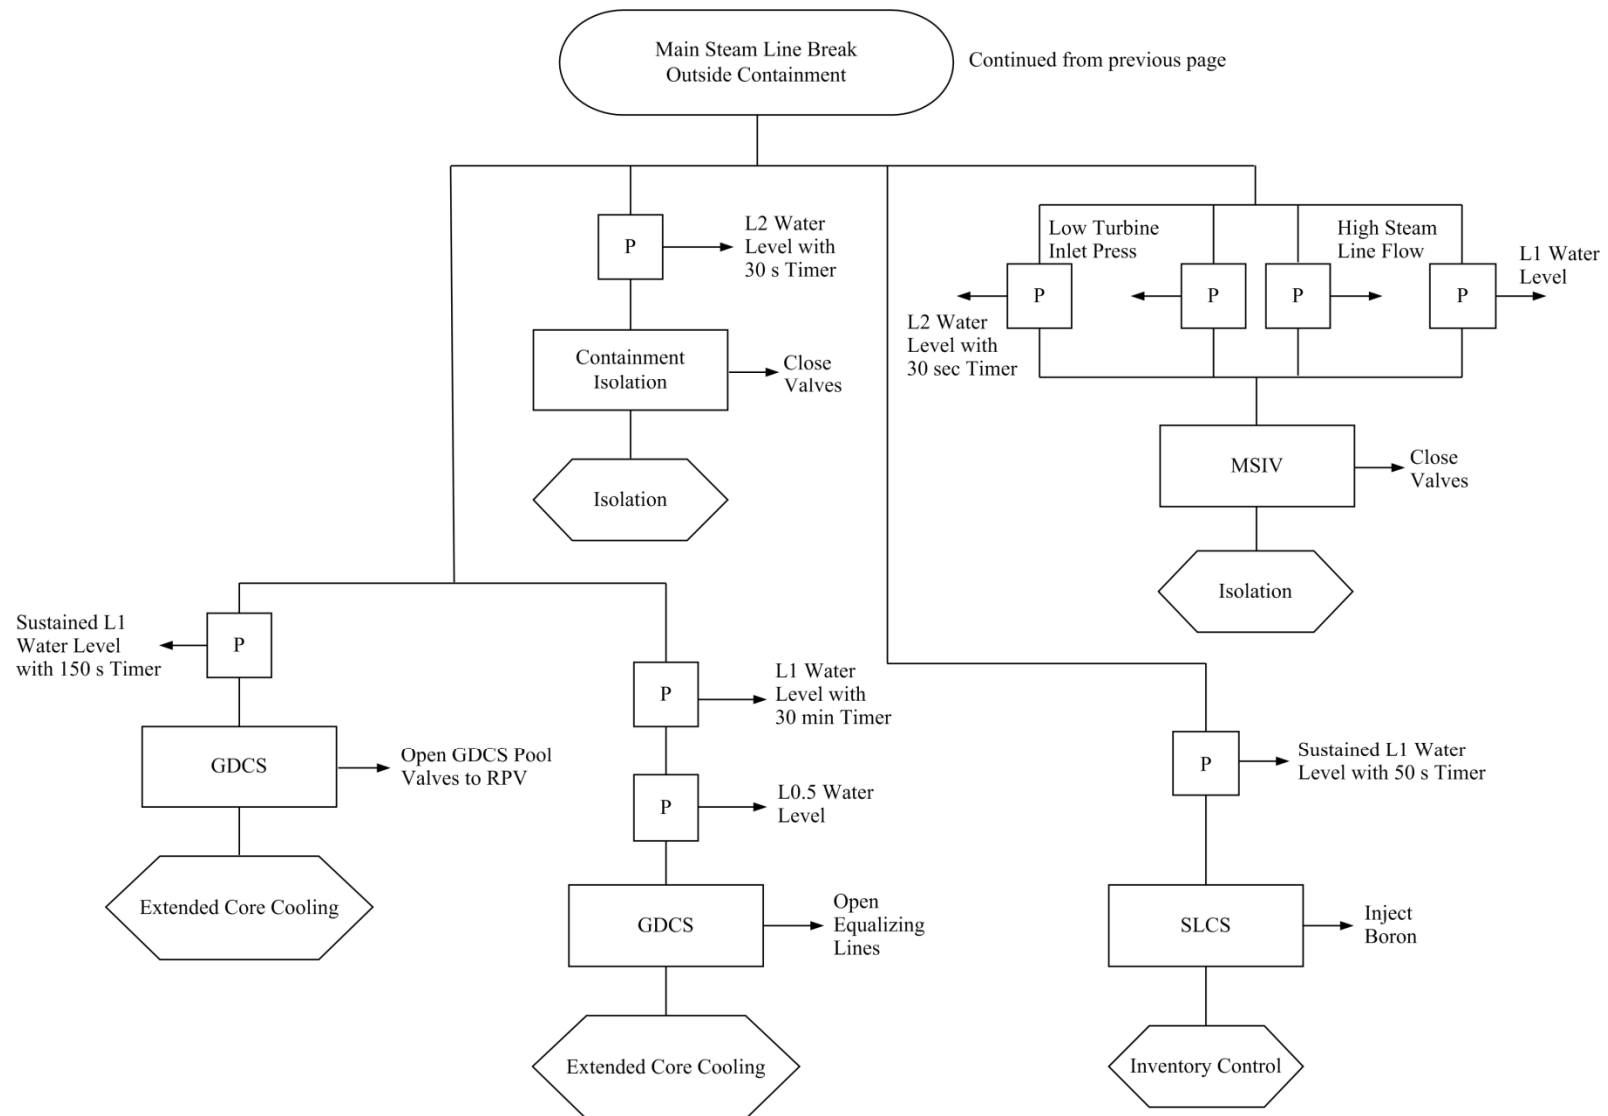 Main Steam Line Break
Outside Containment
Continued from previous page
P
L2 Water
Level with
30 s Timer
Containment
Isolation
Close
Valves
Isolation
Low Turbine
Inlet Press
High Steam
Line Flow
L1 Water
Level
P
P
P
P
L2 Water
Level with
30 sec Timer
MSIV
Close
Valves
Isolation
Sustained L1
Water Level
with 150 s Timer
P
GDCS
Open GDCS Pool
Valves to RPV
Extended Core Cooling
P
L1 Water
Level with
30 min Timer
P
L0.5 Water
Level
GDCS
Open
Equalizing
Lines
Extended Core Cooling
P
Sustained L1 Water
Level with 50 s Timer
SLCS
Inject
Boron
Inventory Control